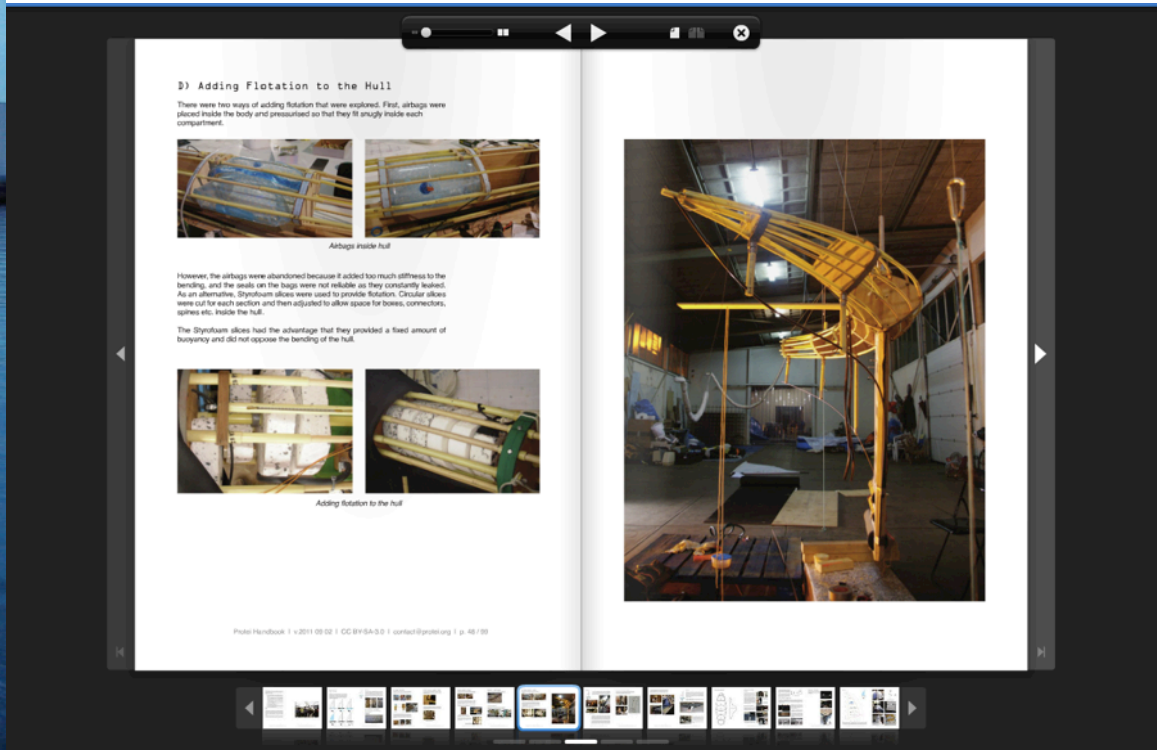 D) Adding Flotation to the Hull
There were two ways of adding flotation that were explored. First, airbags were
placed inside the body and pressurised so that they fit snugly inside each
compartment.
Airbags inside hull
However, the airbags were abandoned because it added too much stiffness to the
bending, and the seals on the bags were not reliable as they constantly leaked.
As an alternative, Styrofoam slices were used to provide flotation. Circular slices
were cut for each section and then adjusted to allow space for boxes, connectors,
spines etc. inside the hull.
The Styrofoam slices had the advantage that they provided a fixed amount of
buoyancy and did not oppose the bending of the hull.
Adding flotation to the hull
Protei Handbook | v.2011 09 02 | CC BY-SA-3.0 | contact@protei.org | p. 48 / 99